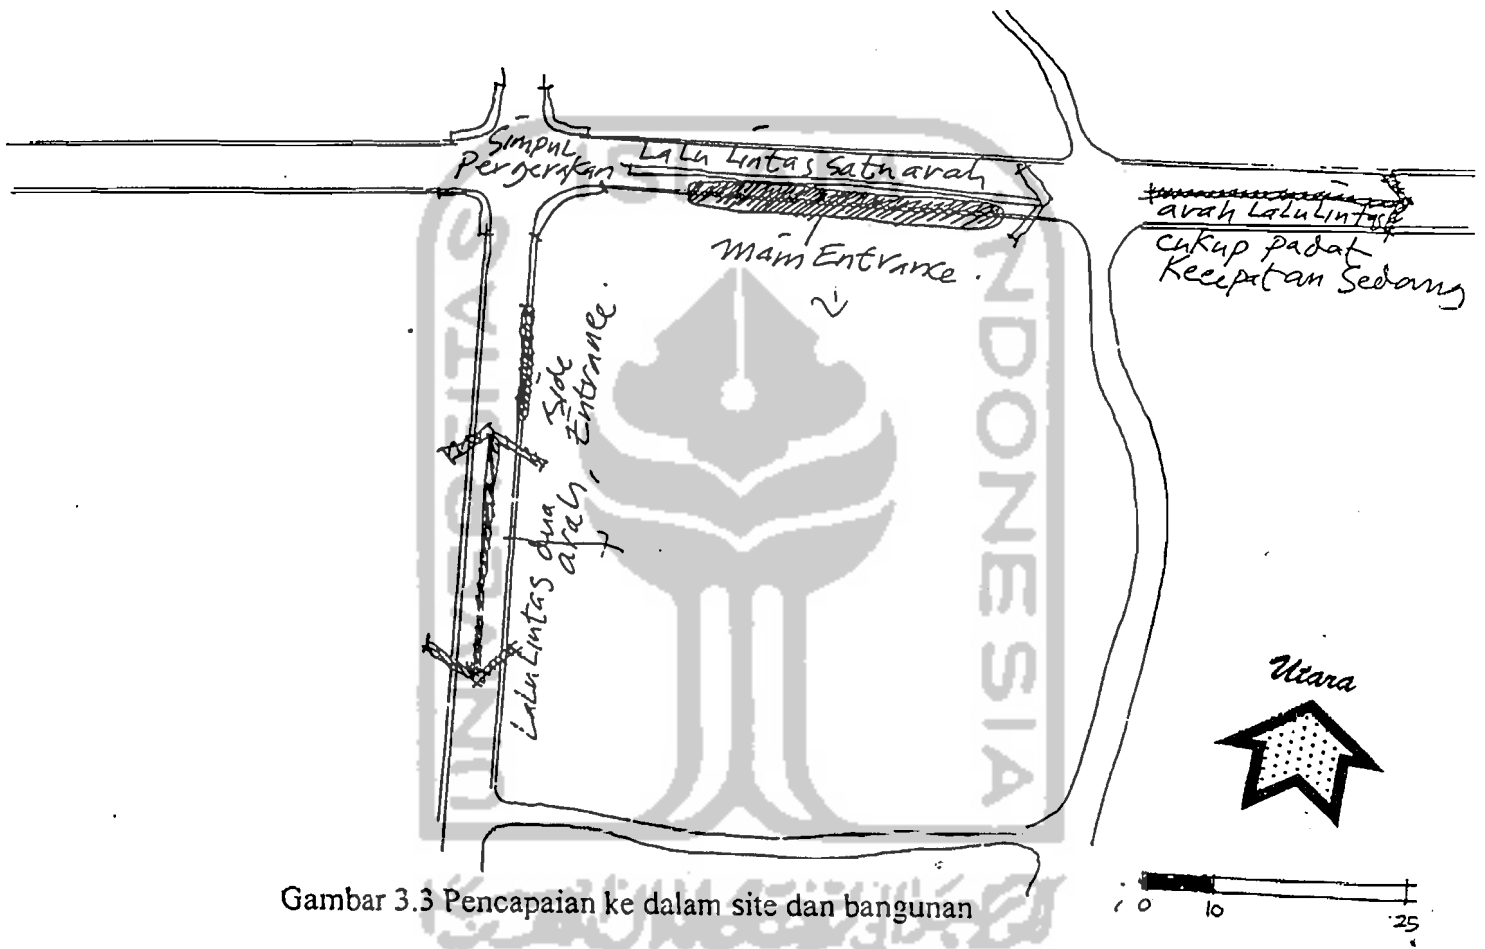 Simpul
Pergerakan
Lalu Lintas Satu arah
arah Lalu Lintas
cukup padat
Kecepatan Sedang
Main Entrance.
Side
Entrance.
Lalu Lintas dua
arah,
INDONESIA
Utara
0 10 25
Gambar 3.3 Pencapaian ke dalam site dan bangunan